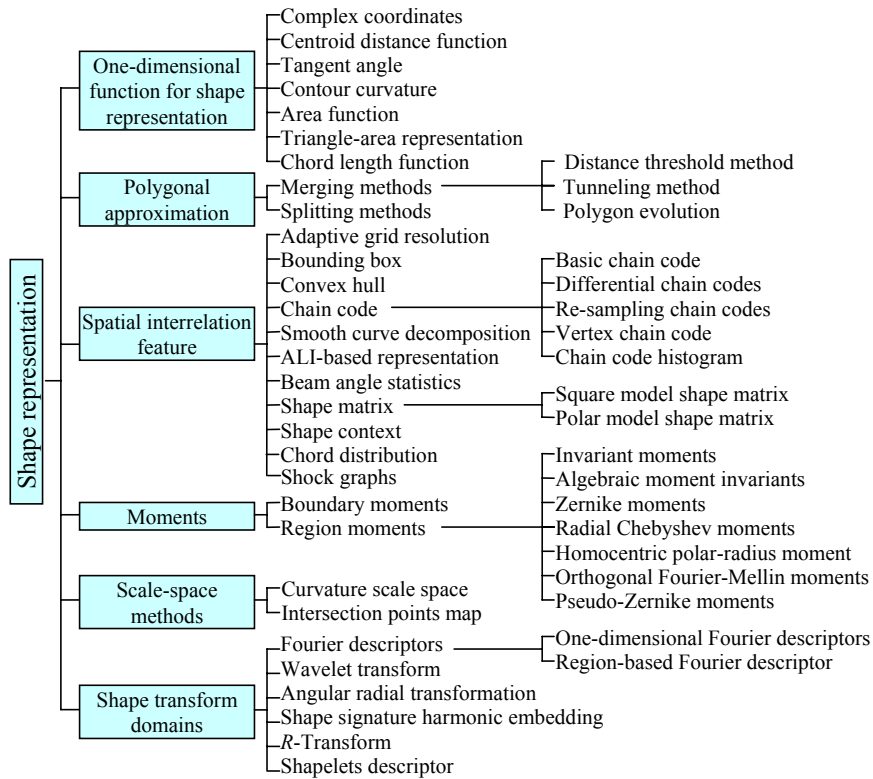 Shape representation
One-dimensional
function for shape
representation
Complex coordinates
Centroid distance function
Tangent angle
Contour curvature
Area function
Triangle-area representation
Chord length function
Polygonal
approximation
Merging methods
Distance threshold method
Tunneling method
Polygon evolution
Splitting methods
Spatial interrelation
feature
Adaptive grid resolution
Bounding box
Convex hull
Chain code
Basic chain code
Differential chain codes
Re-sampling chain codes
Vertex chain code
Chain code histogram
Smooth curve decomposition
ALI-based representation
Beam angle statistics
Shape matrix
Square model shape matrix
Polar model shape matrix
Shape context
Chord distribution
Shock graphs
Moments
Boundary moments
Region moments
Invariant moments
Algebraic moment invariants
Zernike moments
Radial Chebyshev moments
Homocentric polar-radius moment
Orthogonal Fourier-Mellin moments
Pseudo-Zernike moments
Scale-space
methods
Curvature scale space
Intersection points map
Shape transform
domains
Fourier descriptors
One-dimensional Fourier descriptors
Region-based Fourier descriptor
Wavelet transform
Angular radial transformation
Shape signature harmonic embedding
R-Transform
Shapelets descriptor